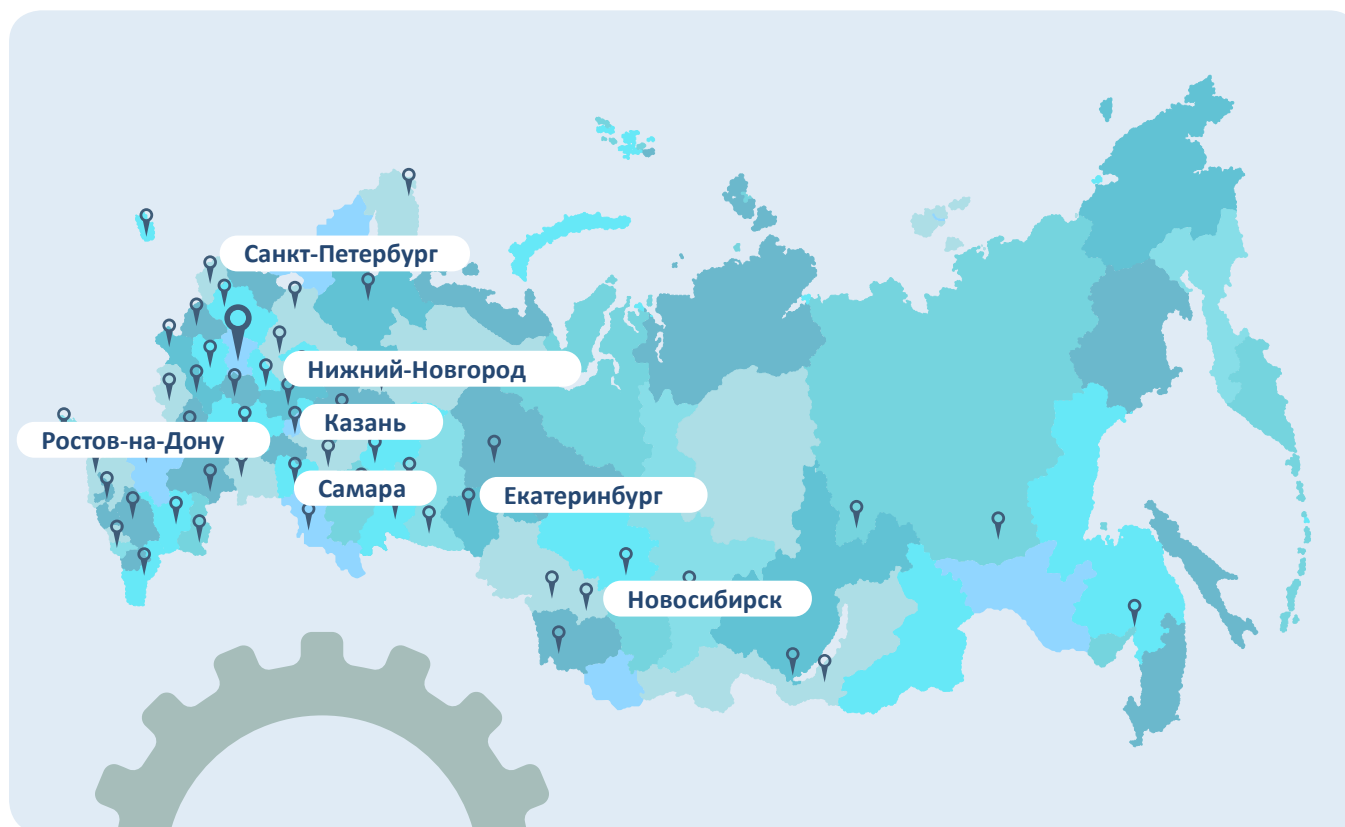 Санкт-Петербург
Нижний-Новгород
Казань
Ростов-на-Дону
Самара
Екатеринбург
Новосибирск